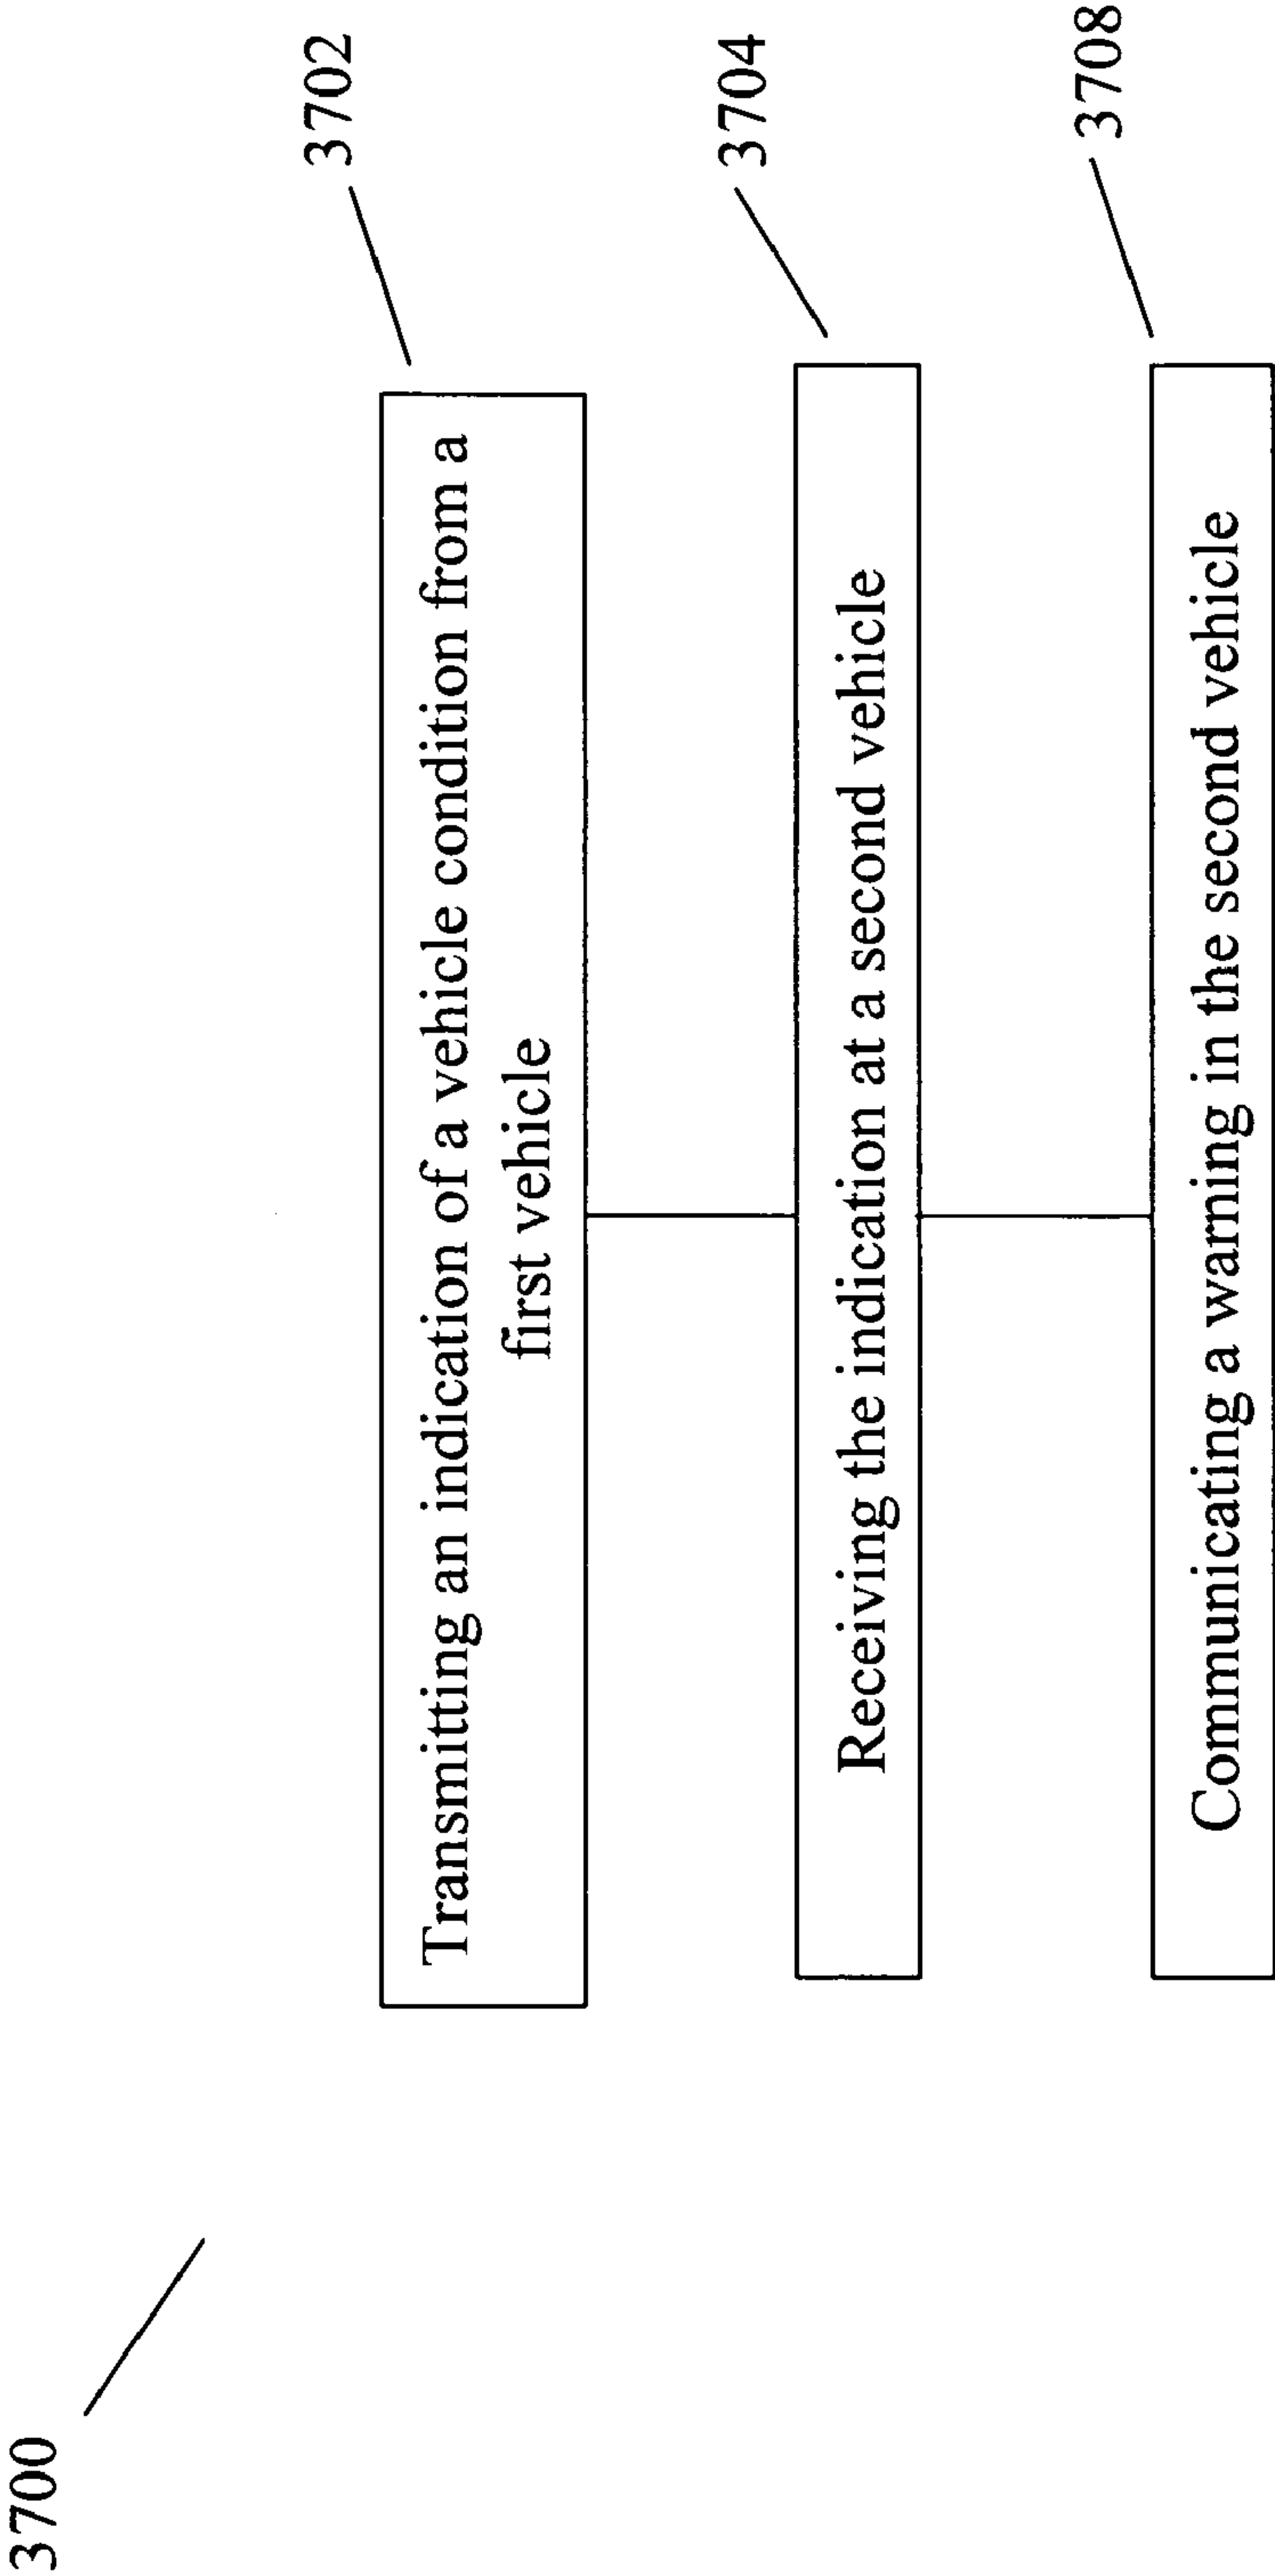 3700
3702
Transmitting an indication of a vehicle condition from a
first vehicle
3704
Receiving the indication at a second vehicle
3708
Communicating a warning in the second vehicle